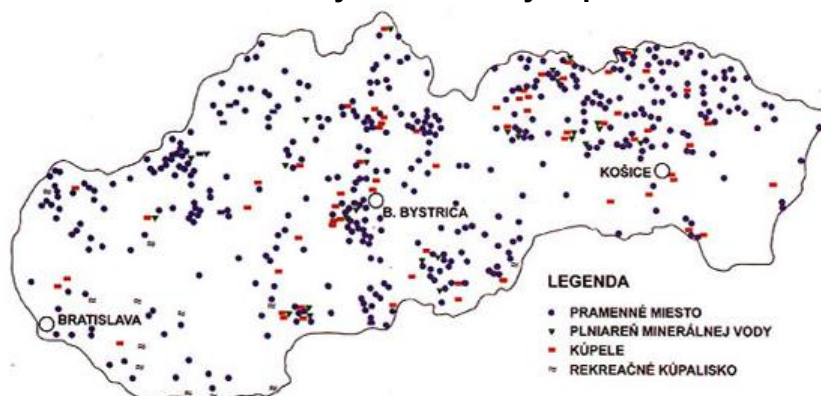 KOŠICE
B. BYSTRICA
BRATISLAVA
LEGENDA
PRAMENNÉ MIESTO
PLNIAREŇ MINERÁLNEJ VODY
KÚPELE
REKREAČNÉ KÚPALISKO